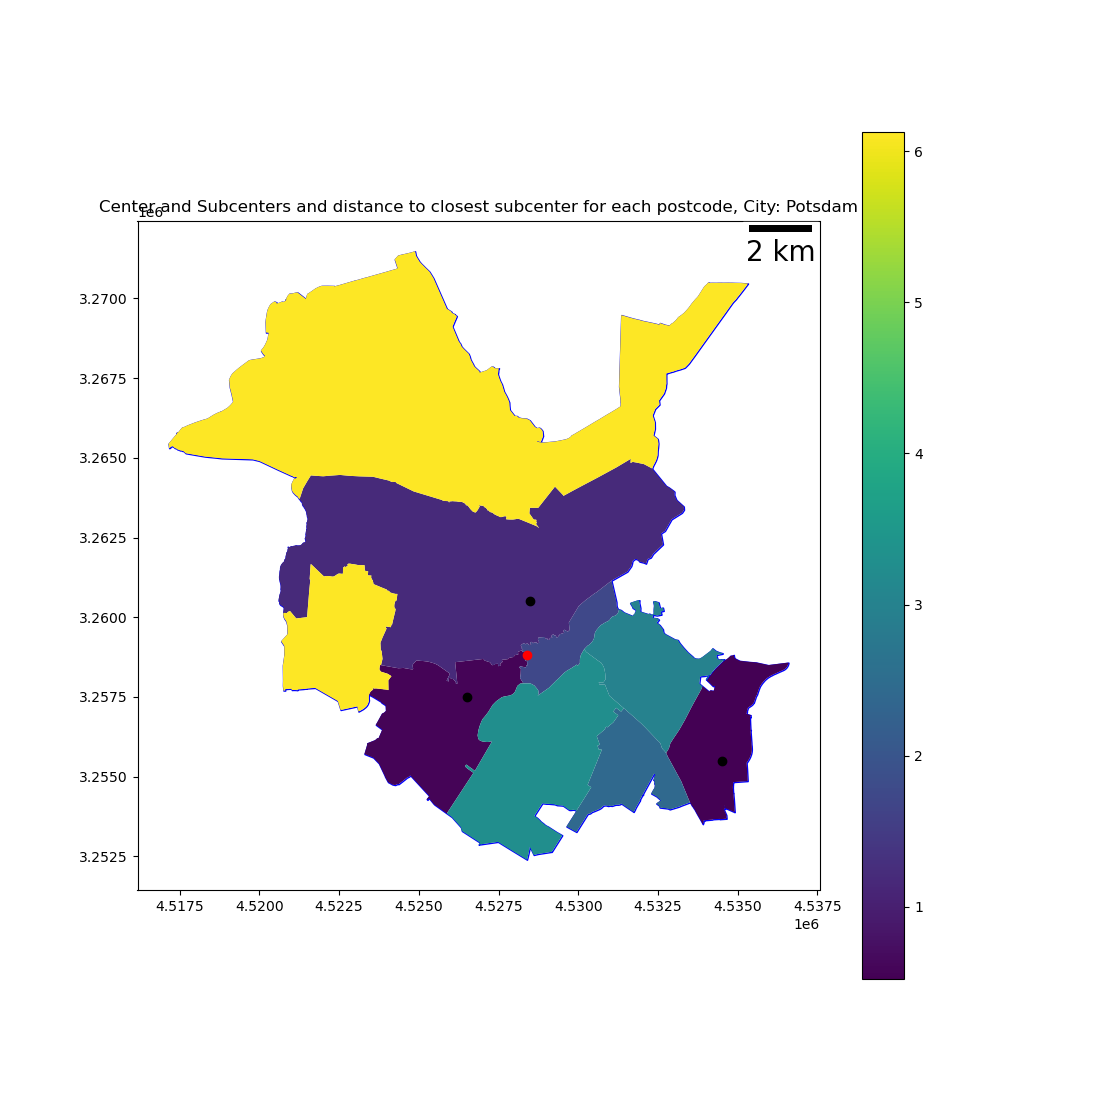 Center and Subcenters and distance to closest subcenter for each postcode, City: Potsdam
1e6
2 km
3.2700
3.2675
3.2650
3.2625
3.2600
3.2575
3.2550
3.2525
4.5175 4.5200 4.5225 4.5250 4.5275 4.5300 4.5325 4.5350 4.5375
1e6
6
5
4
3
2
1